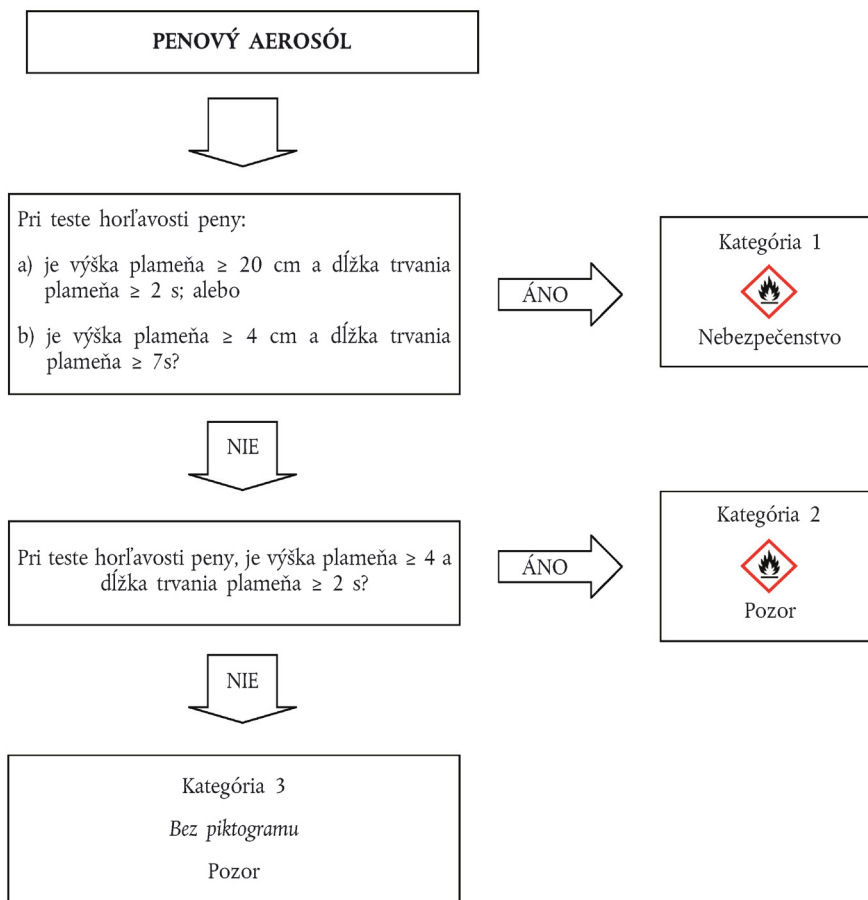 PENOVÝ AEROSÓL
Pri teste horľavosti peny:
a) je výška plameňa ≥ 20 cm a dĺžka trvania
plameňa ≥ 2 s; alebo
b) je výška plameňa ≥ 4 cm a dĺžka trvania
plameňa ≥ 7s?
ÁNO
Kategória 1
Nebezpečenstvo
NIE
Pri teste horľavosti peny, je výška plameňa ≥ 4 a
dĺžka trvania plameňa ≥ 2 s?
ÁNO
Kategória 2
Pozor
NIE
Kategória 3
Bez piktogramu
Pozor